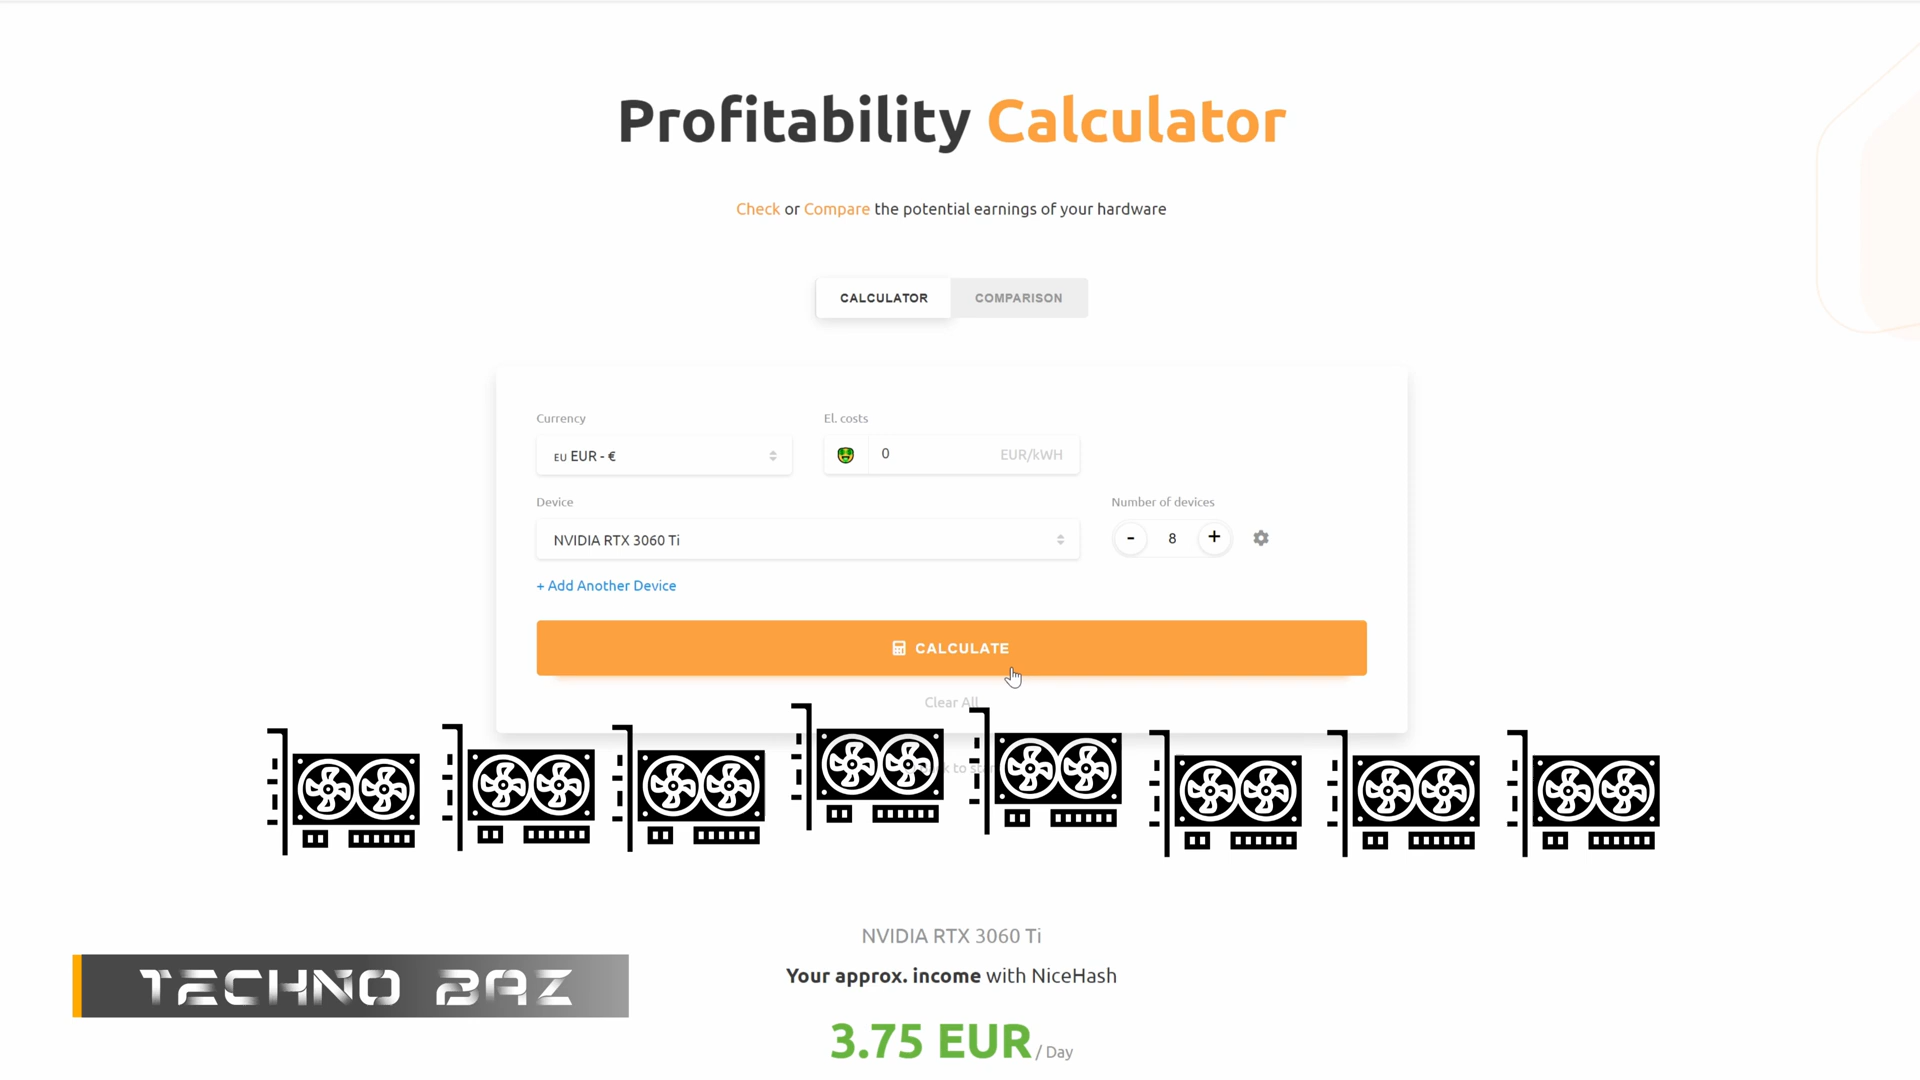 Profitability Calculator
Check or Compare the potential earnings of your hardware
CALCULATOR COMPARISON
Currency El. costs
EU EUR - € 0 EUR/kWH
Device Number of devices
NVIDIA RTX 3060 Ti - 8 +
+ Add Another Device
CALCULATE
Clear All
to
NVIDIA RTX 3060 Ti
Your approx. income with NiceHash
TECHNO BAZ
3.75 EUR / Day